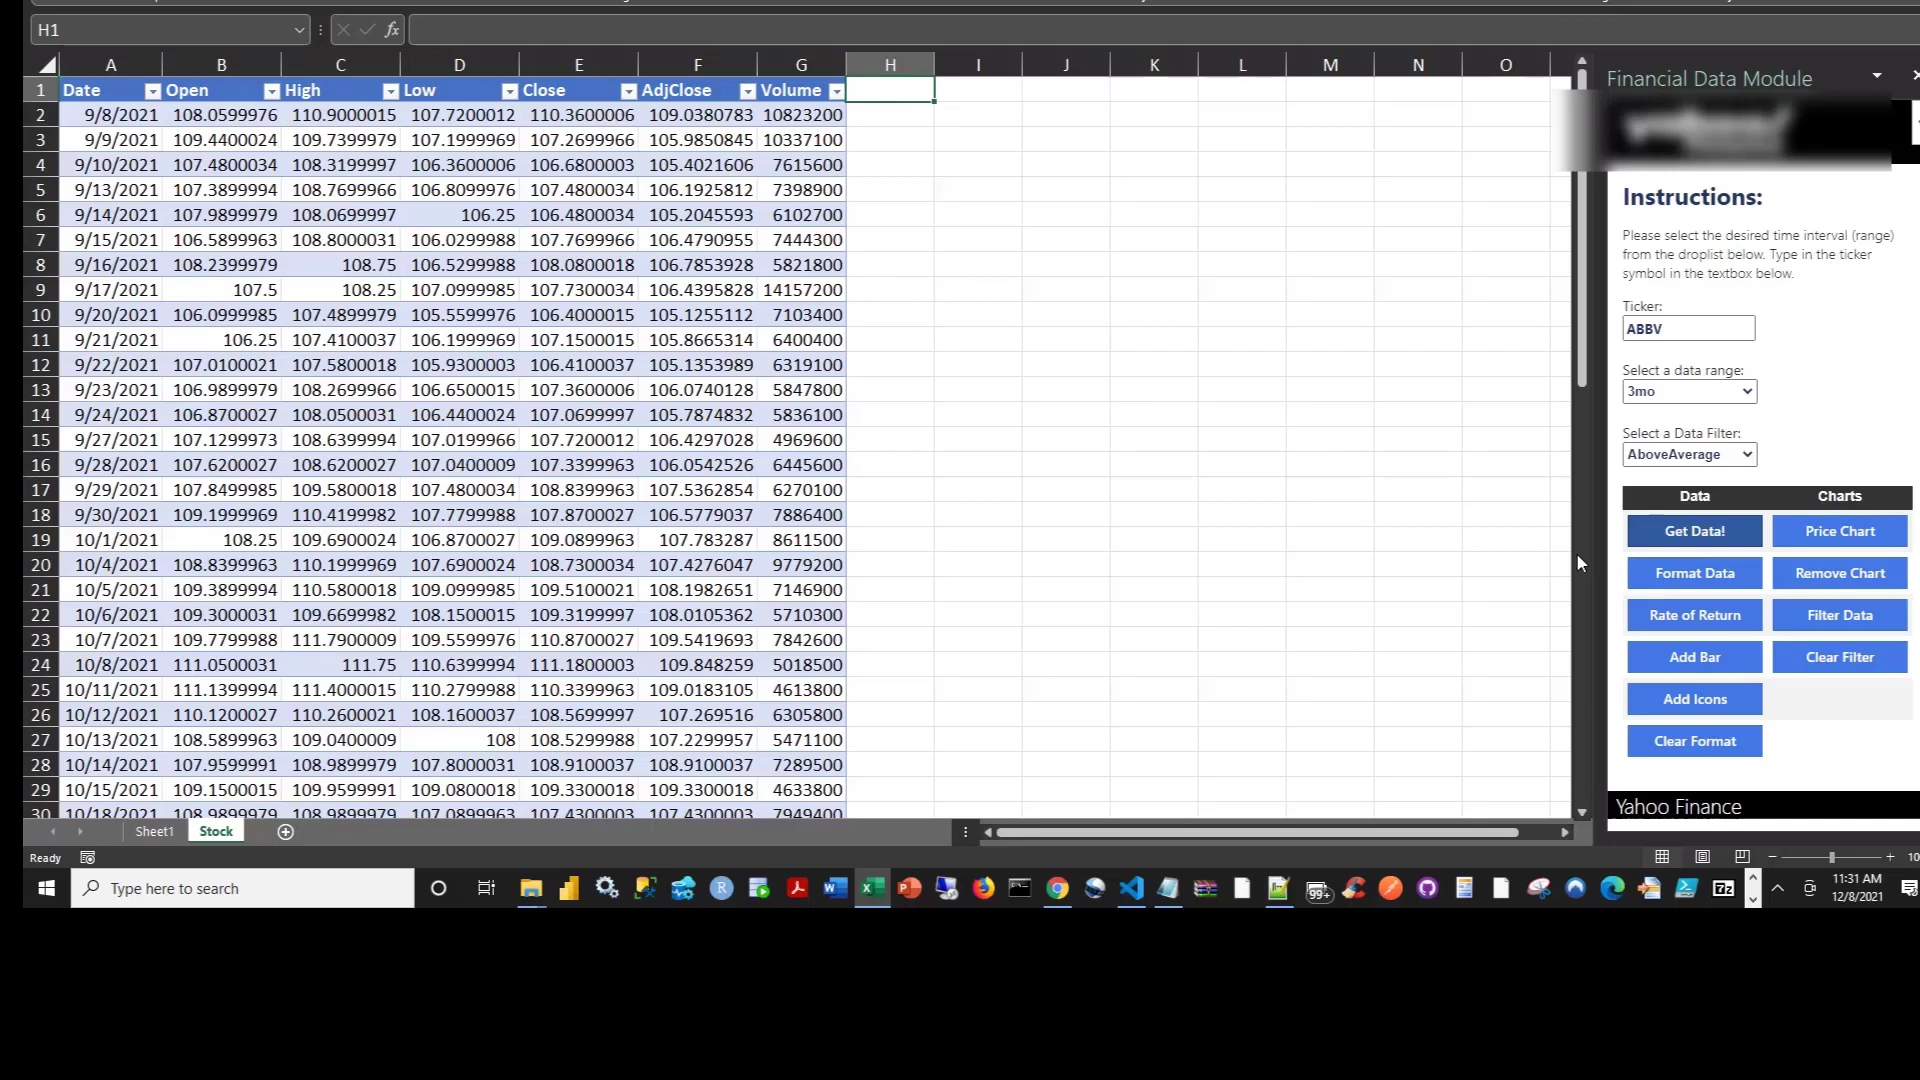 H1
fx
A B C D E F G H I J K L M N O
1 Date Open High Low Close AdjClose Volume
2 9/8/2021 108.0599976 110.9000015 107.7200012 110.3600006 109.0380783 10823200
3 9/9/2021 109.4400024 109.7399979 107.1999969 107.2699966 105.9850845 10337100
4 9/10/2021 107.4800034 108.3199997 106.3600006 106.6800003 105.4021606 7615600
5 9/13/2021 107.3899994 108.7699966 106.8099976 107.4800034 106.1925812 7398900
6 9/14/2021 107.9899979 108.0699997 106.25 106.4800034 105.2045593 6102700
7 9/15/2021 106.5899963 108.8000031 106.0299988 107.7699966 106.4790955 7444300
8 9/16/2021 108.2399979 108.75 106.5299988 108.0800018 106.7853928 5821800
9 9/17/2021 107.5 108.25 107.0999985 107.7300034 106.4395828 14157200
10 9/20/2021 106.0999985 107.4899979 105.5599976 106.4000015 105.1255112 7103400
11 9/21/2021 106.25 107.4100037 106.1999969 107.1500015 105.8665314 6400400
12 9/22/2021 107.0100021 107.5800018 105.9300003 106.4100037 105.1353989 6319100
13 9/23/2021 106.9899979 108.2699966 106.6500015 107.3600006 106.0740128 5847800
14 9/24/2021 106.8700027 108.0500031 106.4400024 107.0699997 105.7874832 5836100
15 9/27/2021 107.1299973 108.6399994 107.0199966 107.7200012 106.4297028 4969600
16 9/28/2021 107.6200027 108.6200027 107.0400009 107.3399963 106.0542526 6445600
17 9/29/2021 107.8499985 109.5800018 107.4800034 108.8399963 107.5362854 6270100
18 9/30/2021 109.1999969 110.4199982 107.7799988 107.8700027 106.5779037 7886400
19 10/1/2021 108.25 109.6900024 106.8700027 109.0899963 107.783287 8611500
20 10/4/2021 108.8399963 110.1999969 107.6900024 108.7300034 107.4276047 9779200
21 10/5/2021 109.3899994 110.5800018 109.0999985 109.5100021 108.1982651 7146900
22 10/6/2021 109.3000031 109.6699982 108.1500015 109.3199997 108.0105362 5710300
23 10/7/2021 109.7799988 111.7900009 109.5599976 110.8700027 109.5419693 7842600
24 10/8/2021 111.0500031 111.75 110.6399994 111.1800003 109.848259 5018500
25 10/11/2021 111.1399994 111.4000015 110.2799988 110.3399963 109.0183105 4613800
26 10/12/2021 110.1200027 110.2600021 108.1600037 108.5699997 107.269516 6305800
27 10/13/2021 108.5899963 109.0400009 108 108.5299988 107.2299957 5471100
28 10/14/2021 107.9599991 108.9899979 107.8000031 108.9100037 108.9100037 7289500
29 10/15/2021 109.1500015 109.9599991 109.0800018 109.3300018 109.3300018 4633800
30 10/18/2021 108.9899979 108.9899979 107.0899963 107.4300003 107.4300003 7949400
Sheet1 Stock
Ready
Financial Data Module
Instructions:
Please select the desired time interval (range)
from the droplist below. Type in the ticker
symbol in the textbox below.
Ticker:
ABBV
Select a data range:
3mo
Select a Data Filter:
AboveAverage
Data Charts
Get Data! Price Chart
Format Data Remove Chart
Rate of Return Filter Data
Add Bar Clear Filter
Add Icons
Clear Format
Yahoo Finance
10
Type here to search
99+
7z
11:31 AM
12/8/2021